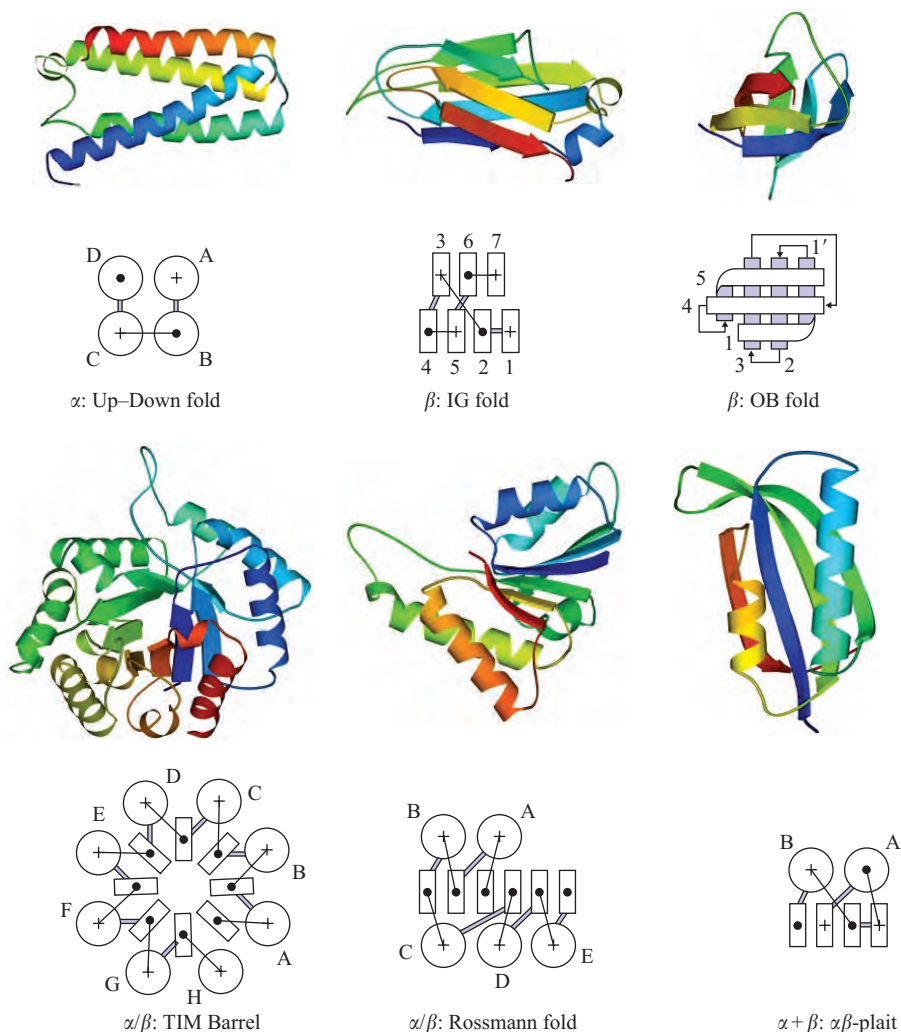 D A
C B
α: Up–Down fold
3 6 7
4 5 2 1
β: IG fold
1′
5
4
1
3 2
β: OB fold
D C
E
B
F
A
G H
α/β: TIM Barrel
B A
C
D
E
α/β: Rossmann fold
B A
α + β: αβ-plait